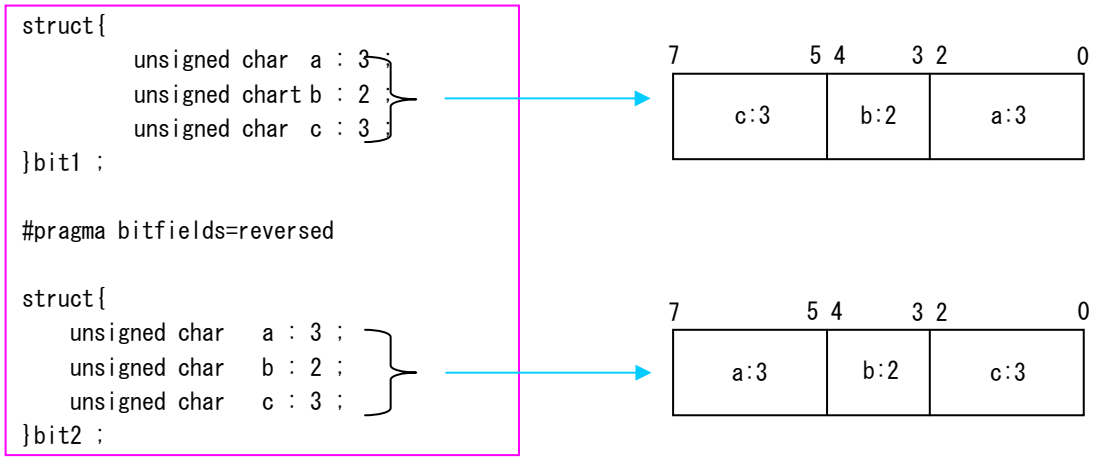 struct{
unsigned char a : 3 ;
unsigned chart b : 2 ;
unsigned char c : 3 ;
}bit1 ;
7 5 4 3 2 0
c:3 b:2 a:3
#pragma bitfields=reversed
struct{
unsigned char a : 3 ;
unsigned char b : 2 ;
unsigned char c : 3 ;
}bit2 ;
7 5 4 3 2 0
a:3 b:2 c:3